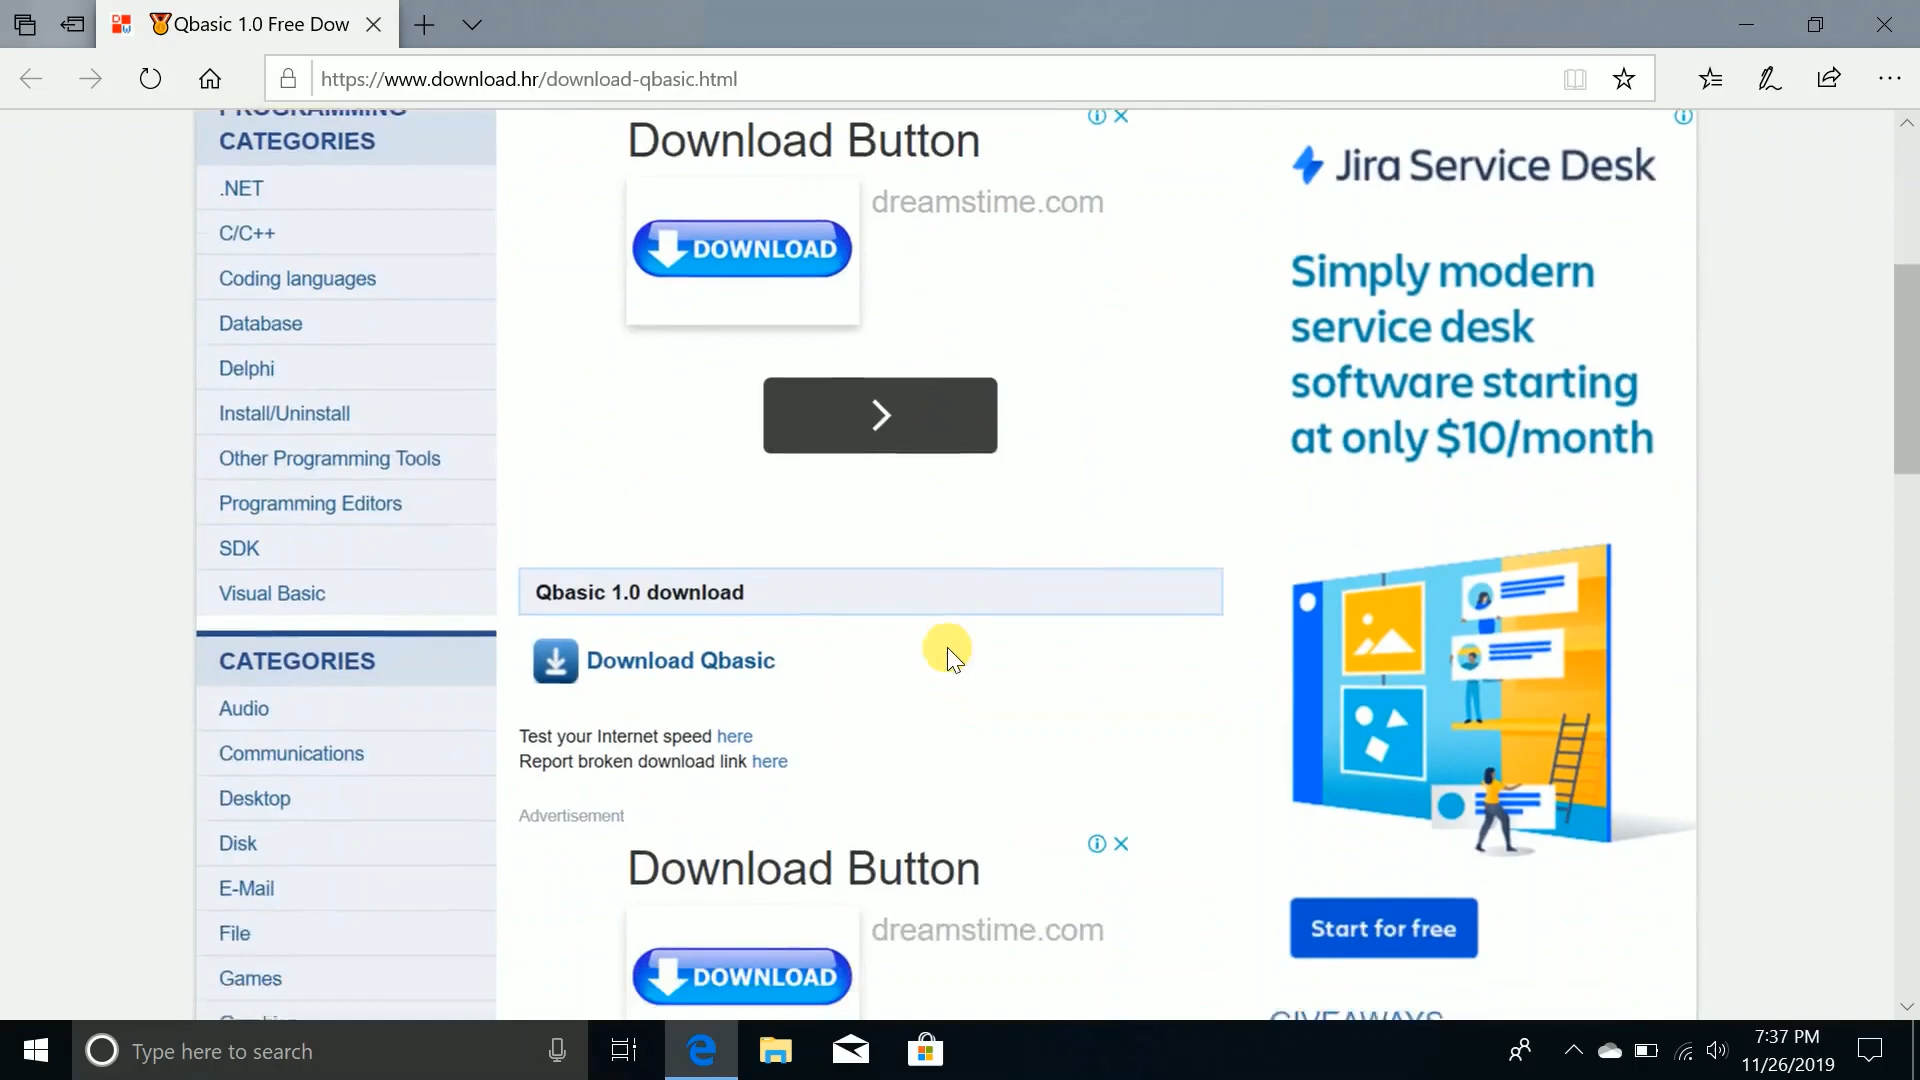 Qbasic 1.0 Free Dow
https://www.download.hr/download-qbasic.html
PROGRAMMING
CATEGORIES
.NET
C/C++
Coding languages
Database
Delphi
Install/Uninstall
Other Programming Tools
Programming Editors
SDK
Visual Basic
CATEGORIES
Audio
Communications
Desktop
Disk
E-Mail
File
Games
Download Button
dreamstime.com
DOWNLOAD
Qbasic 1.0 download
Download Qbasic
Test your Internet speed here
Report broken download link here
Advertisement
Download Button
dreamstime.com
DOWNLOAD
Jira Service Desk
Simply modern
service desk
software starting
at only $10/month
Start for free
GIVEAWAYS
Type here to search
7:37 PM
11/26/2019